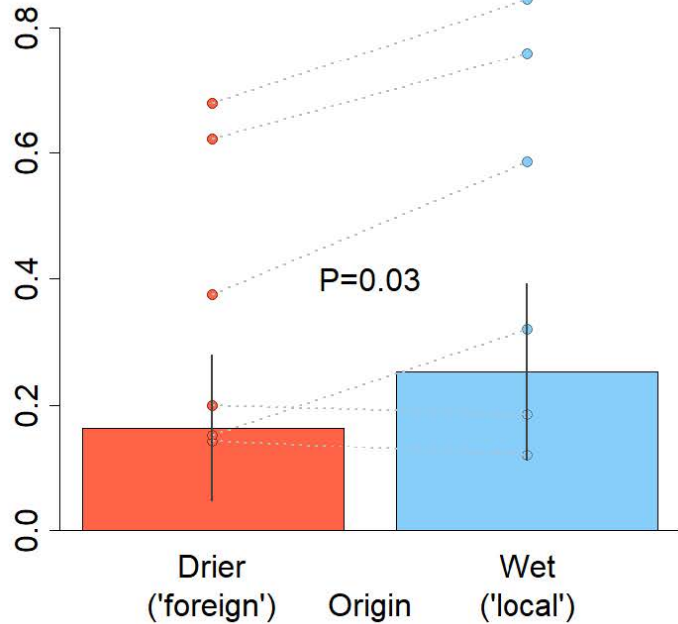 0.8
0.6
0.4
0.2
0.0
P=0.03
Drier
('foreign')
Origin
Wet
('local')